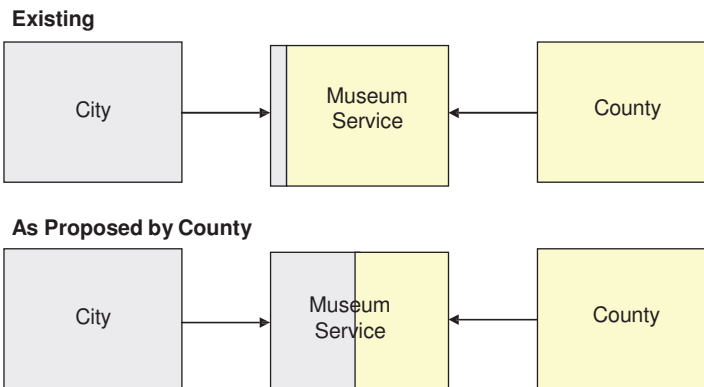 Existing
City
Museum
Service
County
As Proposed by County
City
Museum
Service
County